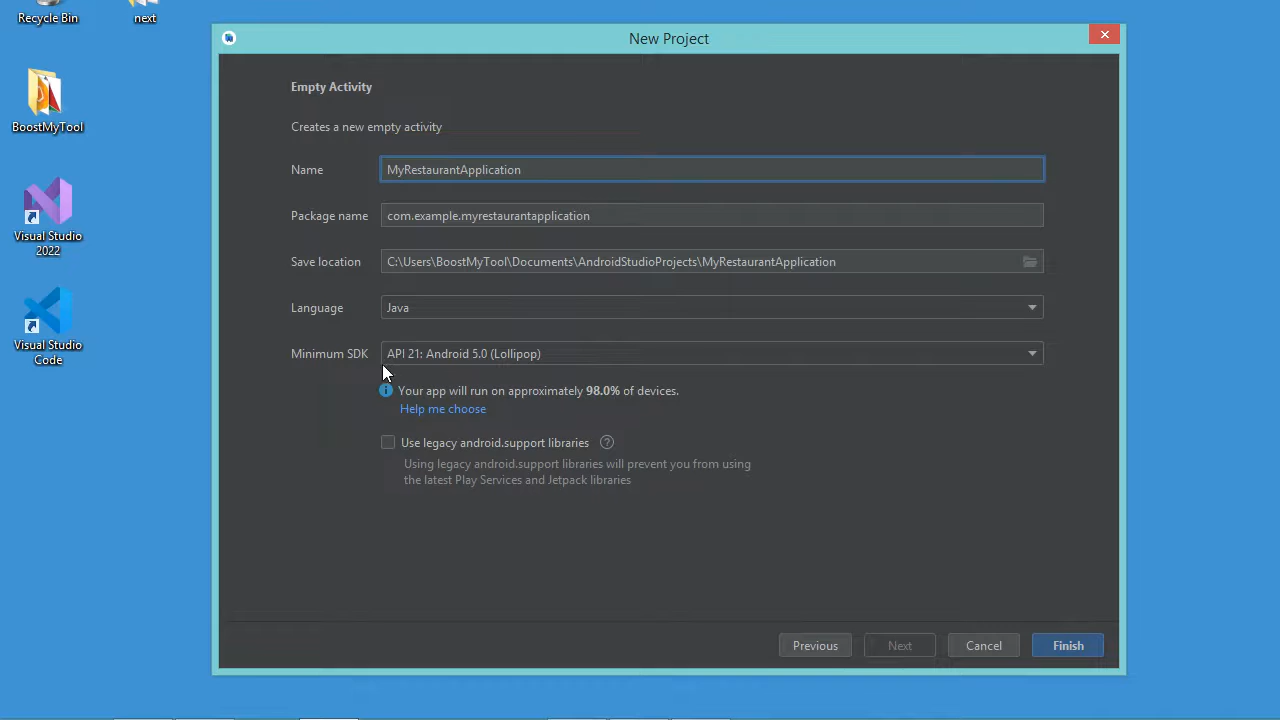 Recycle Bin
next
BoostMyTool
Visual Studio
2022
Visual Studio
Code
New Project
Empty Activity
Creates a new empty activity
Name
MyRestaurantApplication
Package name
com.example.myrestaurantapplication
Save location
C:\Users\BoostMyTool\Documents\AndroidStudioProjects\MyRestaurantApplication
Language
Java
Minimum SDK
API 21: Android 5.0 (Lollipop)
Your app will run on approximately 98.0% of devices.
Help me choose
Use legacy android.support libraries ?
Using legacy android.support libraries will prevent you from using
the latest Play Services and Jetpack libraries
Previous
Next
Cancel
Finish